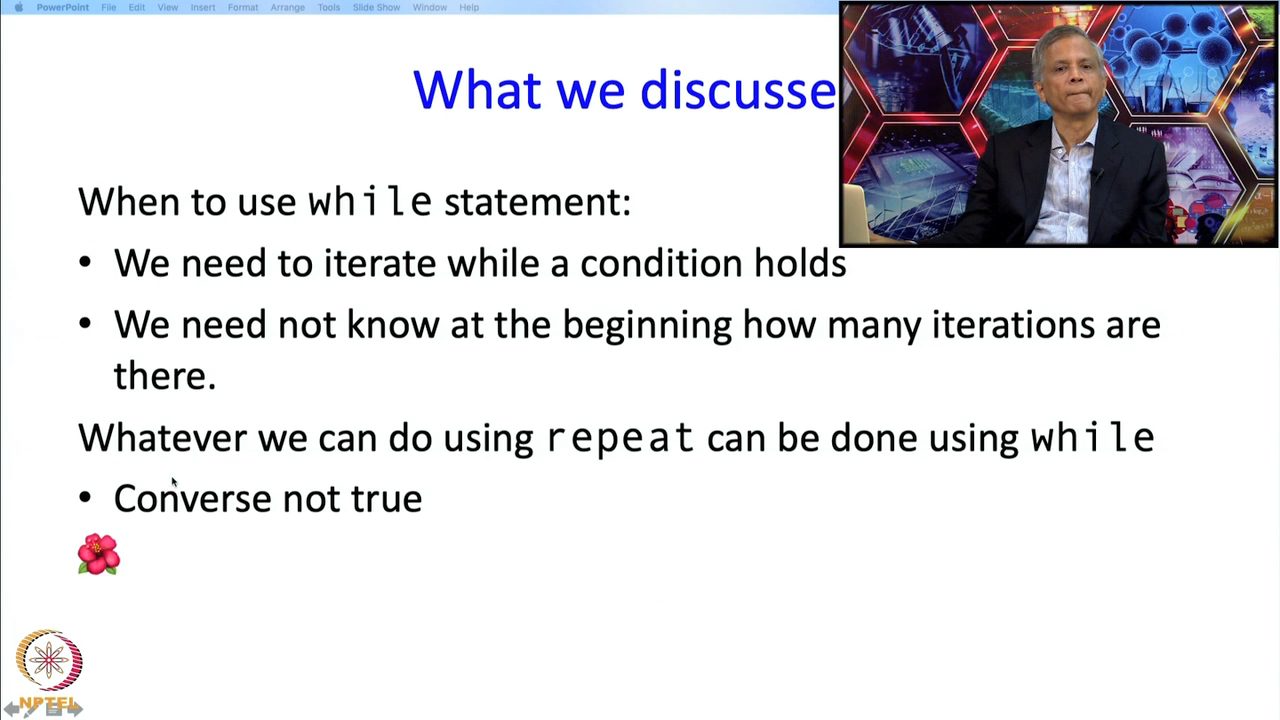 PowerPoint File Edit View Insert Format Arrange Tools Slide Show Window Help
What we discusse
When to use while statement:
• We need to iterate while a condition holds
• We need not know at the beginning how many iterations are
there.
Whatever we can do using repeat can be done using while
• Converse not true
NPTEL